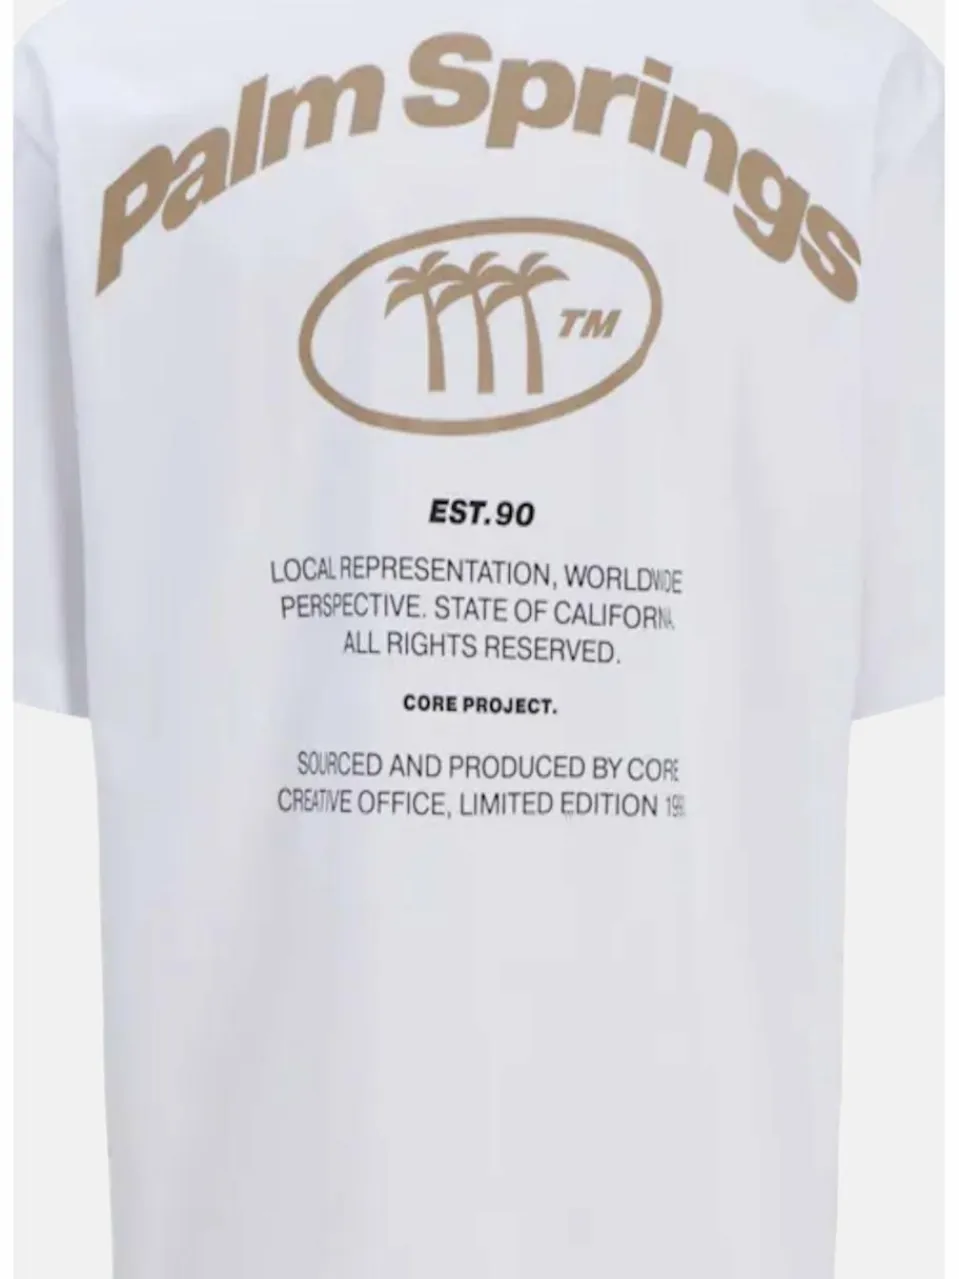 Palm Springs
TM
EST.90
LOCAL REPRESENTATION, WORLDWIDE
PERSPECTIVE. STATE OF CALIFORNIA
ALL RIGHTS RESERVED.
CORE PROJECT.
SOURCED AND PRODUCED BY CORE
CREATIVE OFFICE, LIMITED EDITION